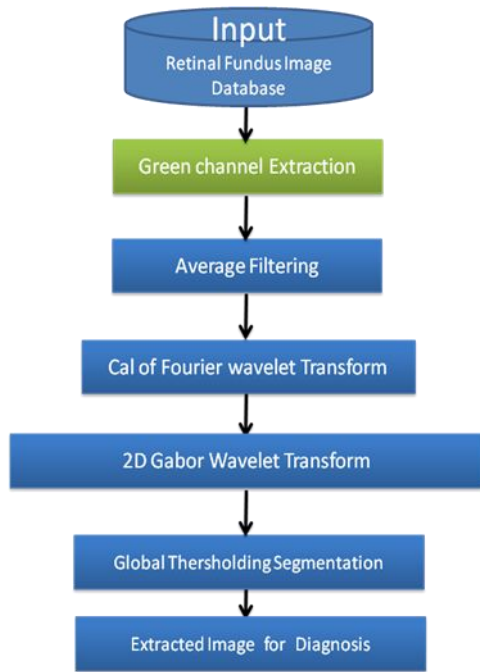 Input
Retinal Fundus Image
Database
Green channel Extraction
Average Filtering
Cal of Fourier wavelet Transform
2D Gabor Wavelet Transform
Global Thersholding Segmentation
Extracted Image for Diagnosis